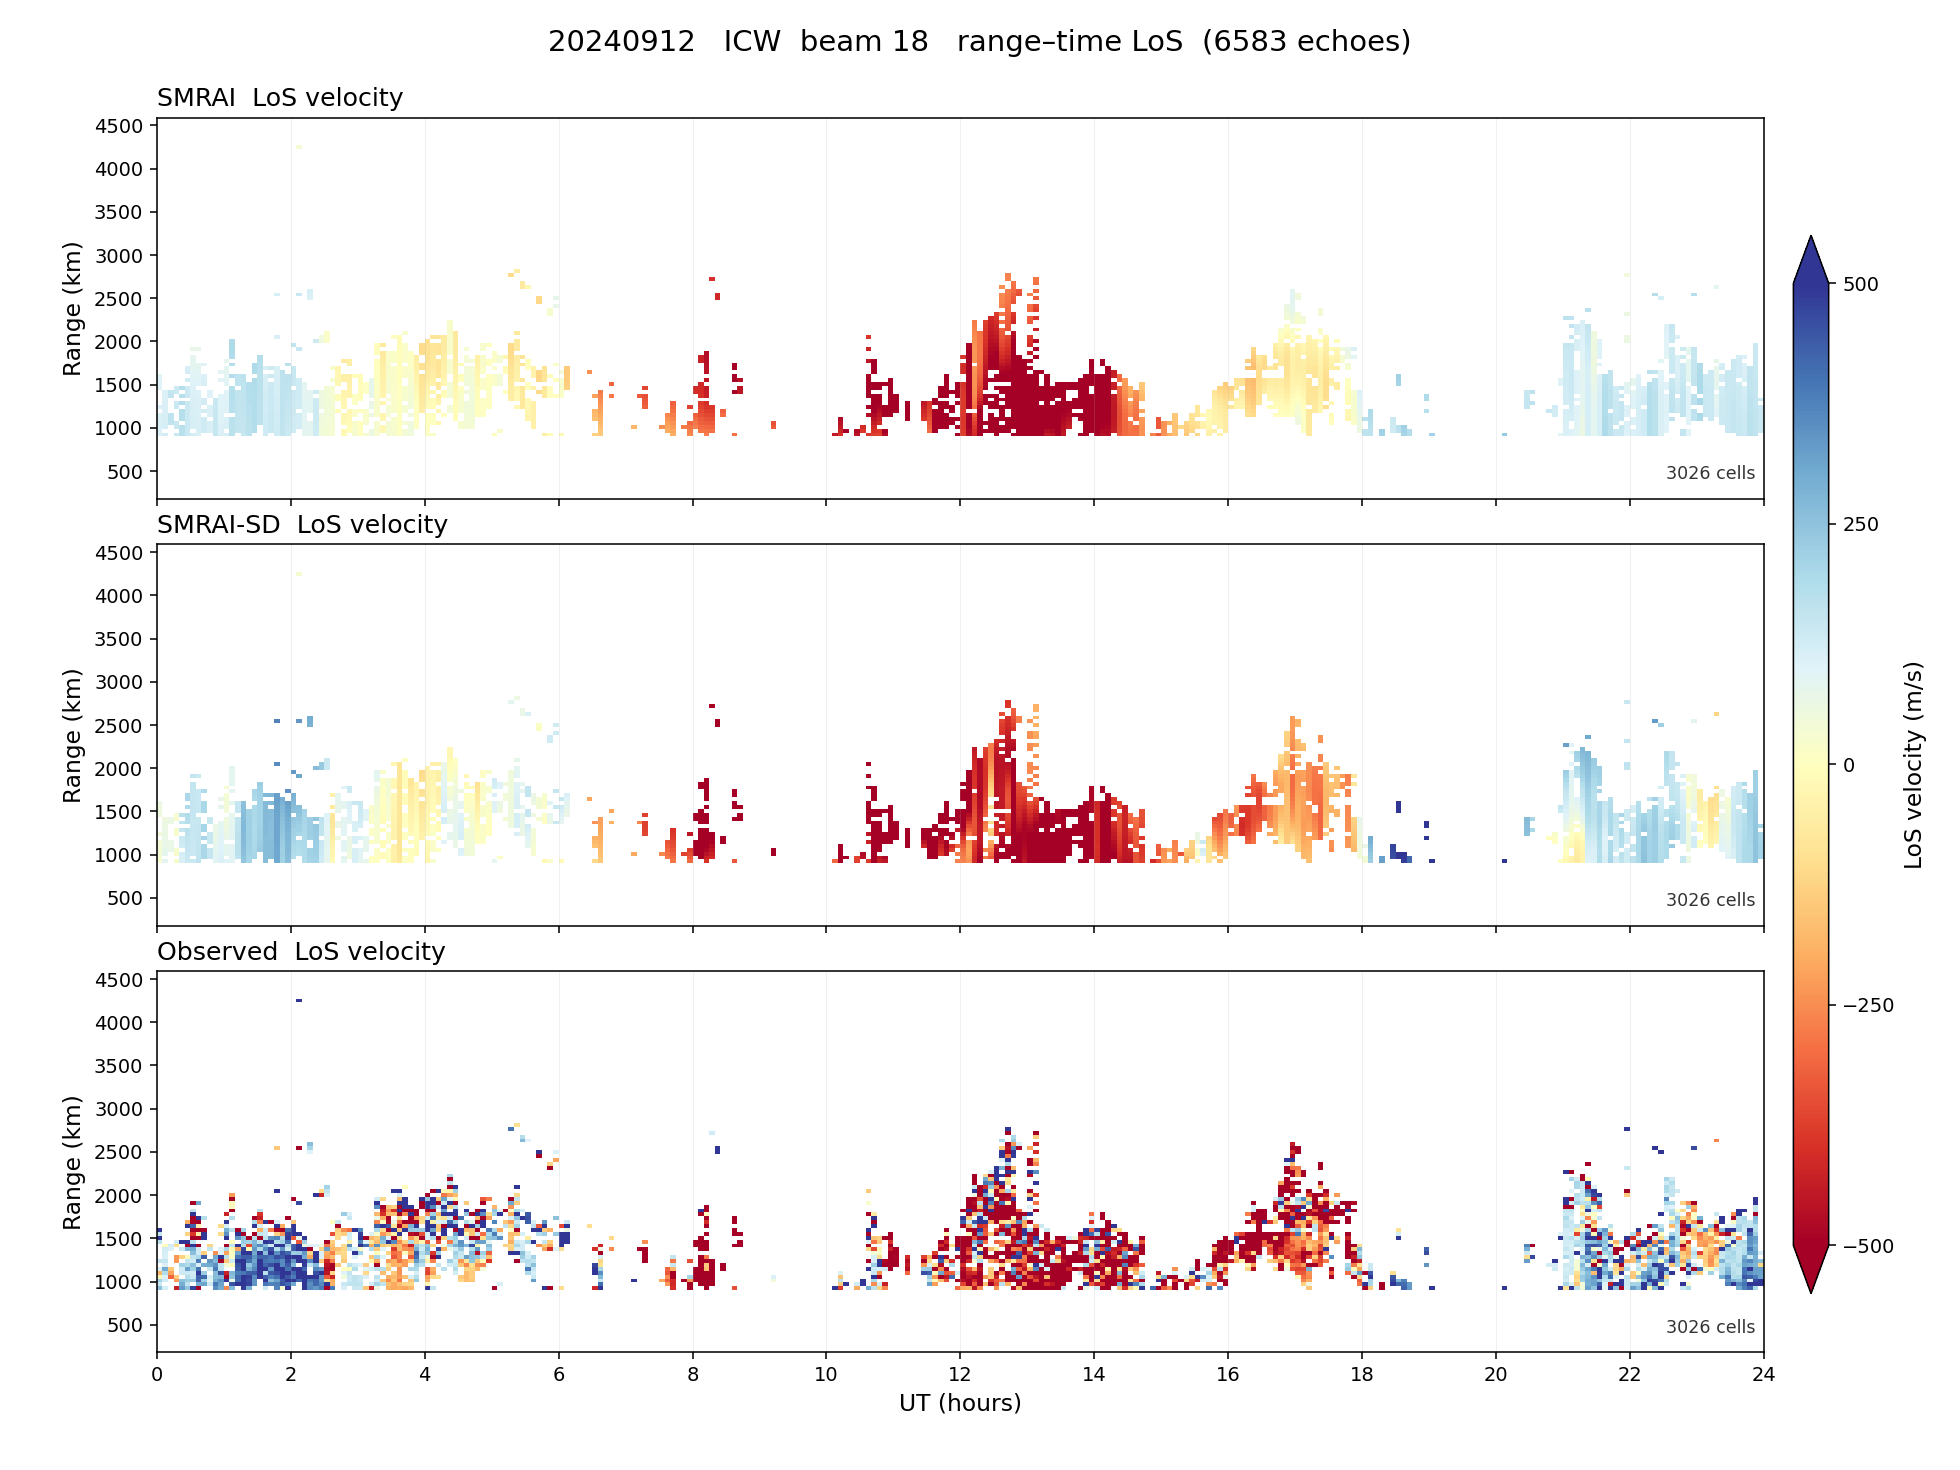 20240912   ICW  beam 18   range–time LoS  (6583 echoes)
SMRAI  LoS velocity
4500
4000
3500
3000
2500
2000
1500
1000
500
Range (km)
3026 cells
SMRAI-SD  LoS velocity
4500
4000
3500
3000
2500
2000
1500
1000
500
Range (km)
3026 cells
Observed  LoS velocity
4500
4000
3500
3000
2500
2000
1500
1000
500
Range (km)
3026 cells
0 2 4 6 8 10 12 14 16 18 20 22 24
UT (hours)
500
250
0
−250
−500
LoS velocity (m/s)